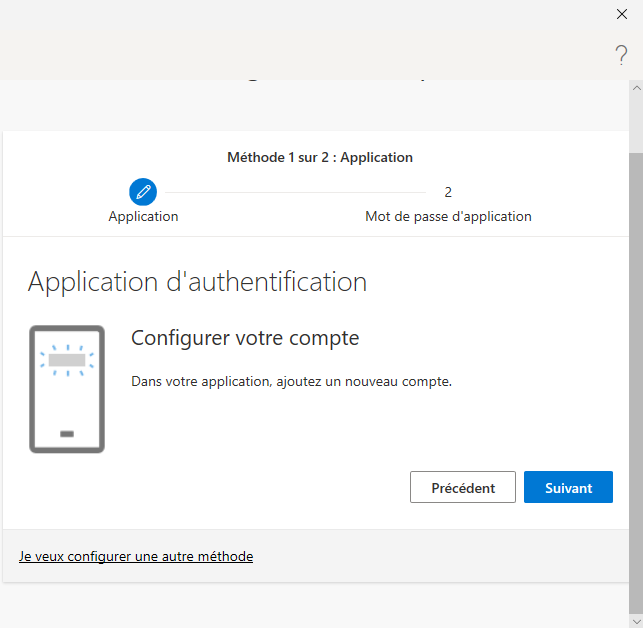 Méthode 1 sur 2 : Application
2
Application
Mot de passe d'application
Application d'authentification
Configurer votre compte
Dans votre application, ajoutez un nouveau compte.
Précédent
Suivant
Je veux configurer une autre méthode